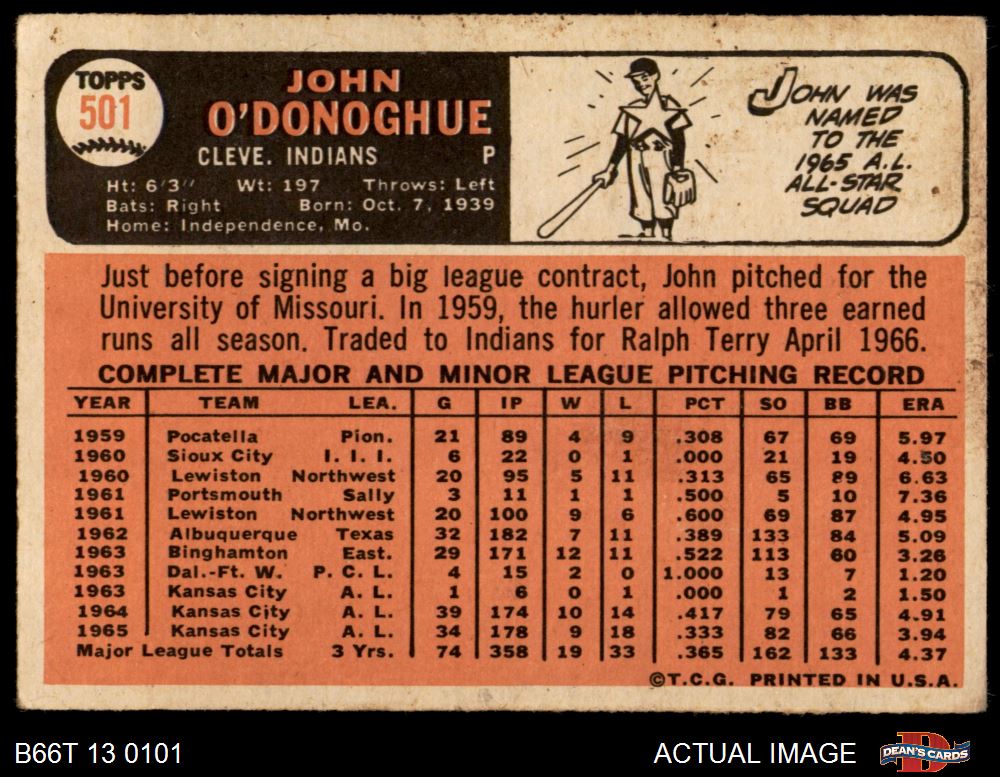 TOPPS
501
JOHN
O'DONOGHUE
CLEVE. INDIANS P
Ht: 6'3" Wt: 197 Throws: Left
Bats: Right Born: Oct. 7, 1939
Home: Independence, Mo.
JOHN WAS
NAMED
TO THE
1965 A.L.
ALL-STAR
SQUAD
Just before signing a big league contract, John pitched for the
University of Missouri. In 1959, the hurler allowed three earned
runs all season. Traded to Indians for Ralph Terry April 1966.
COMPLETE MAJOR AND MINOR LEAGUE PITCHING RECORD
YEAR TEAM LEA. G IP W L PCT SO BB ERA
1959 Pocatella Pion. 21 89 4 9 .308 67 69 5.97
1960 Sioux City I. I. I. 6 22 0 1 .000 21 19 4.50
1960 Lewiston Northwest 20 95 5 11 .313 65 89 6.63
1961 Portsmouth Sally 3 11 1 1 .500 5 10 7.36
1961 Lewiston Northwest 20 100 9 6 .600 69 87 4.95
1962 Albuquerque Texas 32 182 7 11 .389 133 84 5.09
1963 Binghamton East. 29 171 12 11 .522 113 60 3.26
1963 Dal.-Ft. W. P. C. L. 4 15 2 0 1.000 13 7 1.20
1963 Kansas City A. L. 1 6 0 1 .000 1 2 1.50
1964 Kansas City A. L. 39 174 10 14 .417 79 65 4.91
1965 Kansas City A. L. 34 178 9 18 .333 82 66 3.94
Major League Totals 3 Yrs. 74 358 19 33 .365 162 133 4.37
©T.C.G. PRINTED IN U.S.A.
B66T 13 0101 ACTUAL IMAGE DEAN'S CARDS